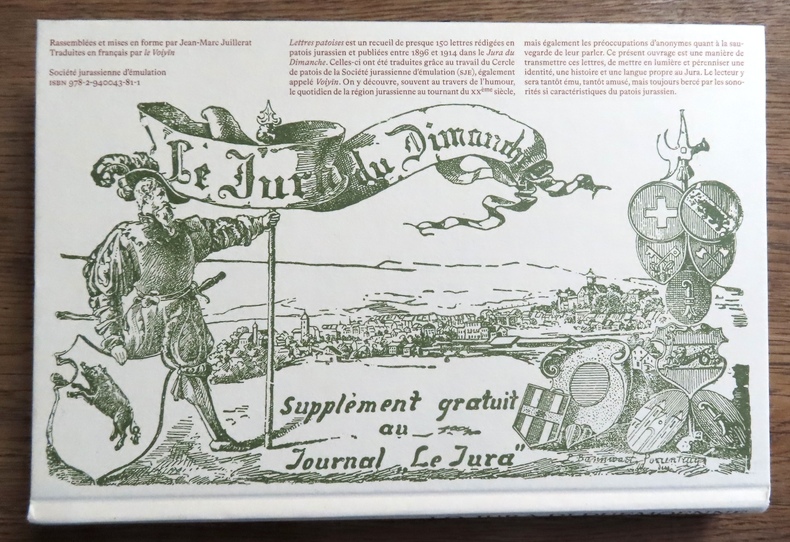 Rassemblées et mises en forme par Jean-Marc Juillerat
Traduites en français par le Voiyïn
Société jurassienne d'émulation
ISBN 978-2-940043-81-1
Lettres patoises est un recueil de presque 150 lettres rédigées en
patois jurassien et publiées entre 1896 et 1914 dans le Jura du
Dimanche. Celles-ci ont été traduites grâce au travail du Cercle
de patois de la Société jurassienne d'émulation (SJE), également
appelé Voiyïn. On y découvre, souvent au travers de l'humour,
le quotidien de la région jurassienne au tournant du XXème siècle,
mais également les préoccupations d'anonymes quant à la sau-
vegarde de leur parler. Ce présent ouvrage est une manière de
transmettre ces lettres, de mettre en lumière et pérenniser une
identité, une histoire et une langue propre au Jura. Le lecteur y
sera tantôt ému, tantôt amusé, mais toujours bercé par les sono-
rités si caractéristiques du patois jurassien.
Le Jura du Dimanche
Supplèment gratuit
au
Journal „Le Jura"